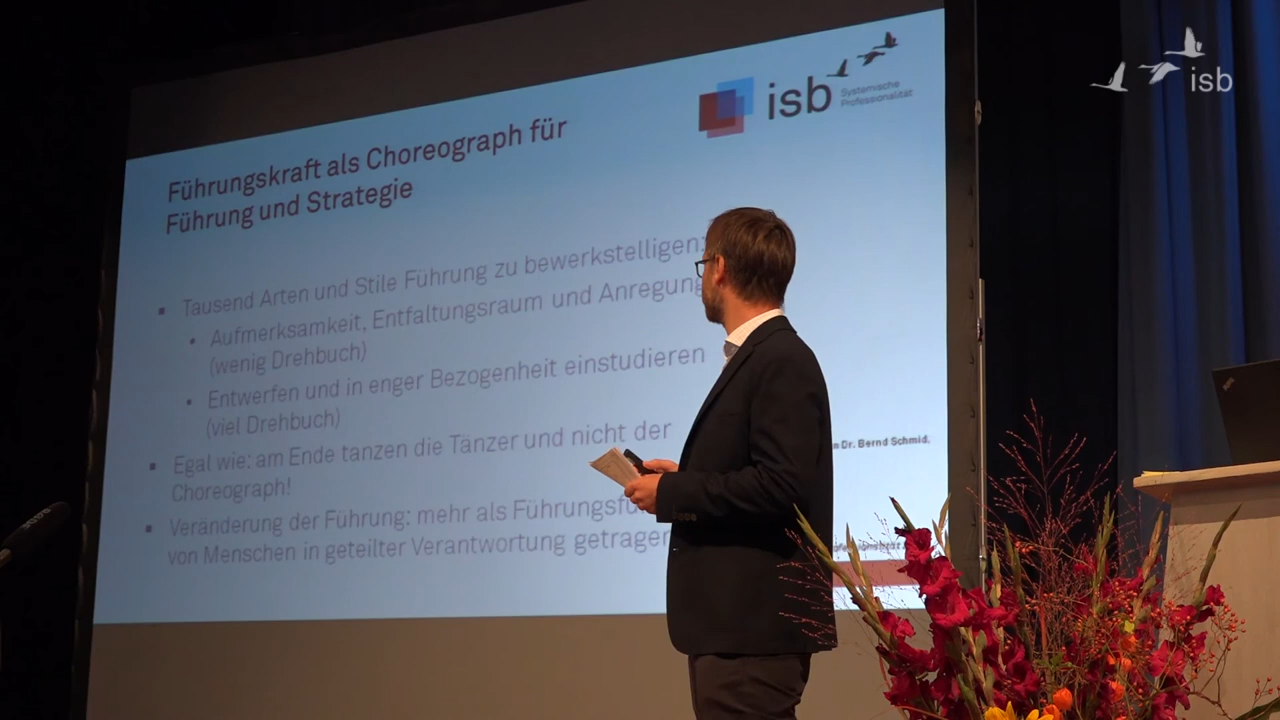 isb
isb
Systemische
Professionalität
Führungskraft als Choreograph für
Führung und Strategie
Tausend Arten und Stile Führung zu bewerkstelligen:
Aufmerksamkeit, Entfaltungsraum und Anregung
(wenig Drehbuch)
Entwerfen und in enger Bezogenheit einstudieren
(viel Drehbuch)
Egal wie: am Ende tanzen die Tänzer und nicht der
Choreograph!
n Dr. Bernd Schmid.
Veränderung der Führung: mehr als Führungsfu
von Menschen in geteilter Verantwortung getragen